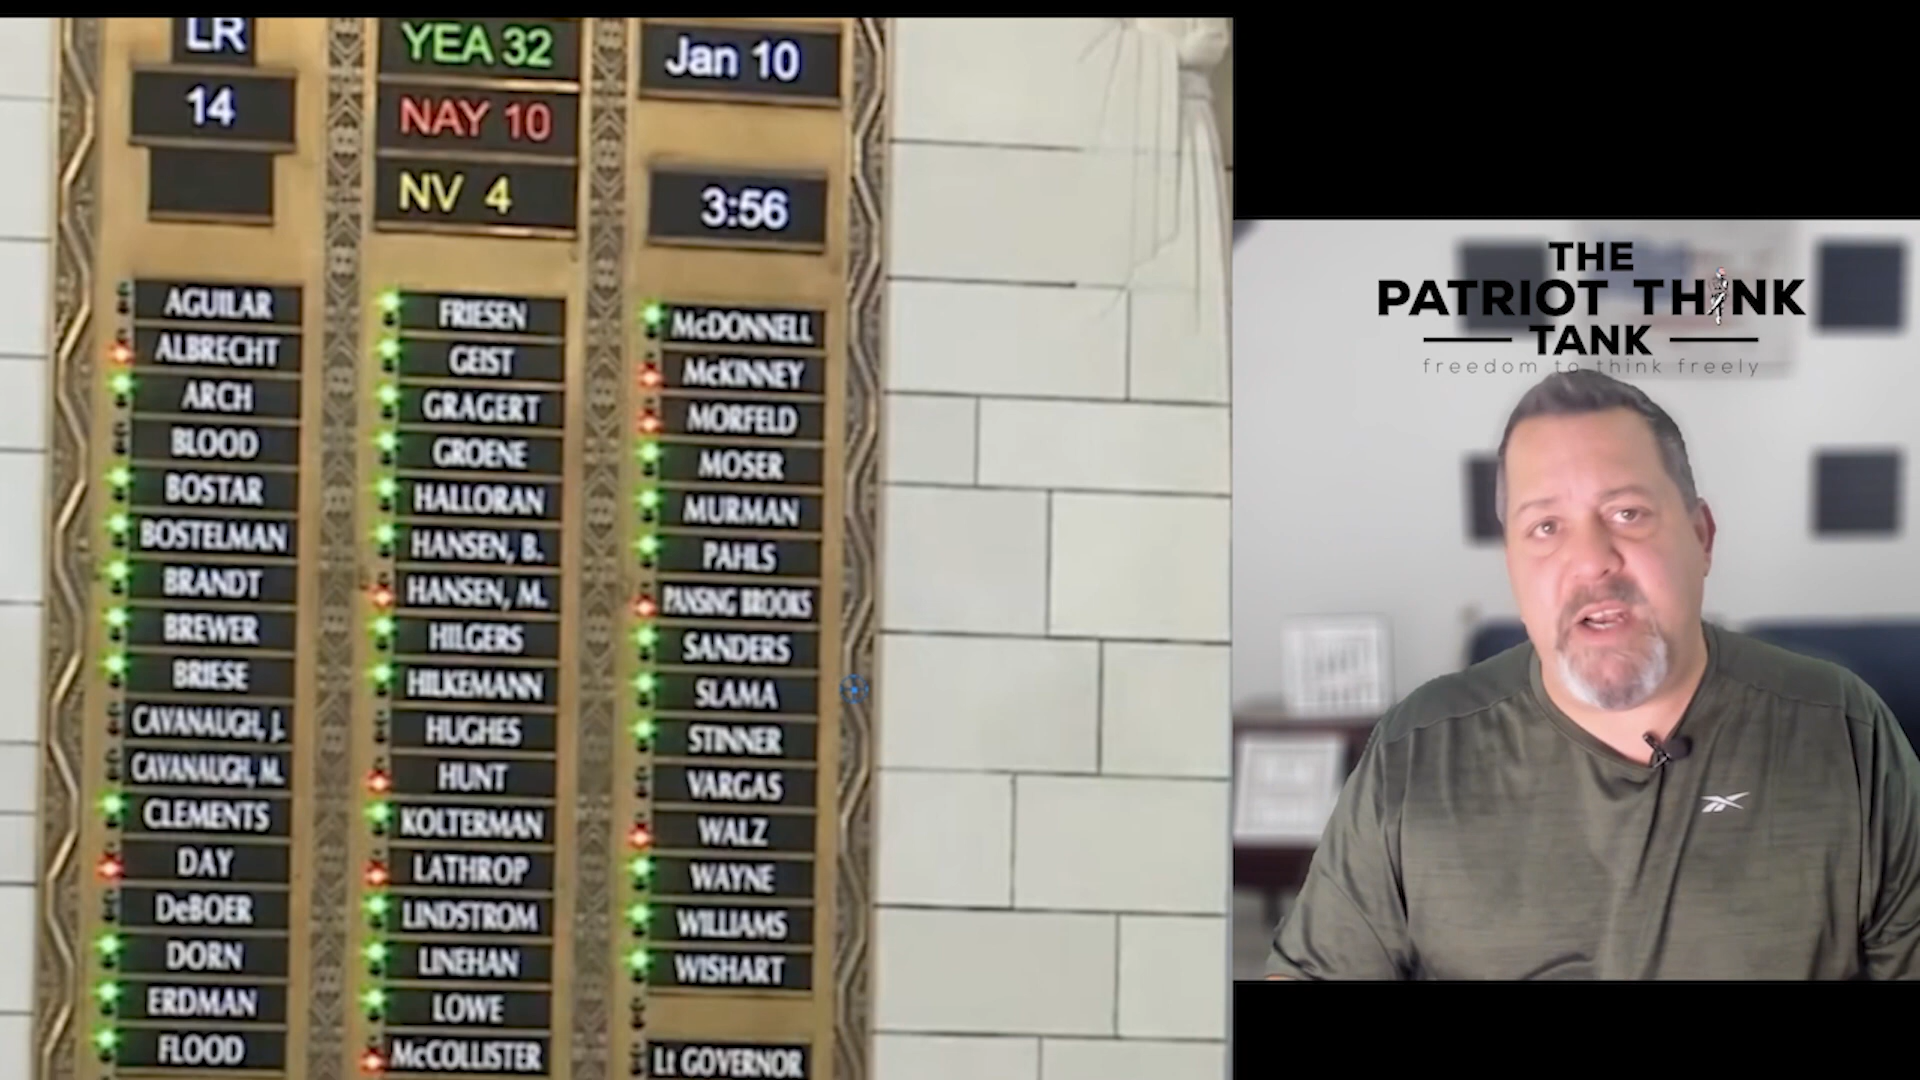 LR
14
YEA 32
NAY 10
NV 4
Jan 10
3:56
AGUILAR
ALBRECHT
ARCH
BLOOD
BOSTAR
BOSTELMAN
BRANDT
BREWER
BRIESE
CAVANAUGH, J.
CAVANAUGH, M.
CLEMENTS
DAY
DeBOER
DORN
ERDMAN
FLOOD
FRIESEN
GEIST
GRAGERT
GROENE
HALLORAN
HANSEN, B.
HANSEN, M.
HILGERS
HILKEMANN
HUGHES
HUNT
KOLTERMAN
LATHROP
LINDSTROM
LINEHAN
LOWE
McCOLLISTER
McDONNELL
McKINNEY
MORFELD
MOSER
MURMAN
PAHLS
PANSING BROOKS
SANDERS
SLAMA
STINNER
VARGAS
WALZ
WAYNE
WILLIAMS
WISHART
Lt GOVERNOR
THE
PATRIOT THINK
TANK
freedom to think freely